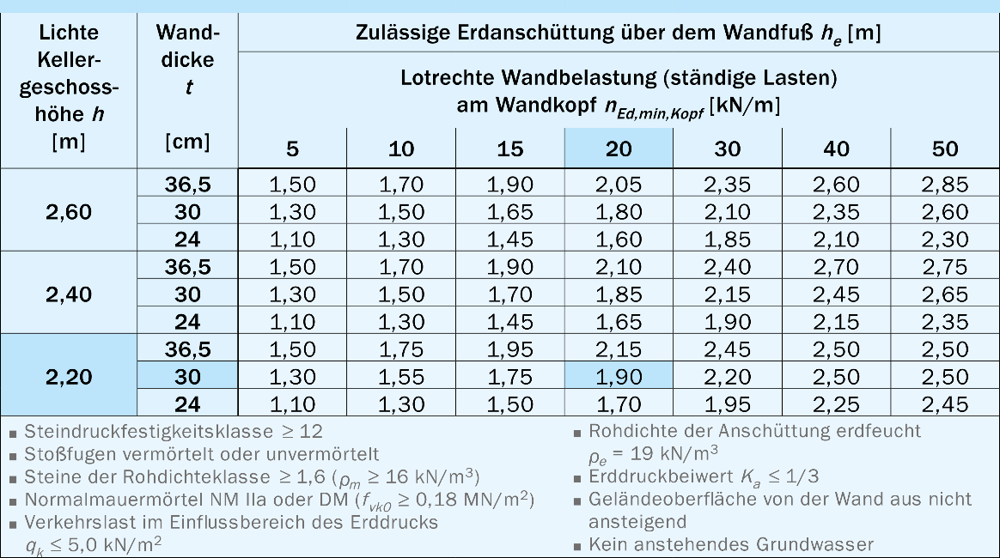 Lichte Keller-geschoss-höhe h [m] Wand-dicke t [cm] Zulässige Erdanschüttung über dem Wandfuß he [m]
Lotrechte Wandbelastung (ständige Lasten)
am Wandkopf nEd,min,Kopf [kN/m]
5 10 15 20 30 40 50
36,5 1,50 1,70 1,90 2,05 2,35 2,60 2,85
2,60 30 1,30 1,50 1,65 1,80 2,10 2,35 2,60
24 1,10 1,30 1,45 1,60 1,85 2,10 2,30
36,5 1,50 1,70 1,90 2,10 2,40 2,70 2,75
2,40 30 1,30 1,50 1,70 1,85 2,15 2,45 2,65
24 1,10 1,30 1,45 1,65 1,90 2,15 2,35
36,5 1,50 1,75 1,95 2,15 2,45 2,50 2,50
2,20 30 1,30 1,55 1,75 1,90 2,20 2,50 2,50
24 1,10 1,30 1,50 1,70 1,95 2,25 2,45
▪ Steindruckfestigkeitsklasse ≥ 12
▪ Stoßfugen vermörtelt oder unvermörtelt
▪ Steine der Rohdichteklasse ≥ 1,6 (ρm ≥ 16 kN/m³)
▪ Normalmauermörtel NM IIa oder DM (fvk0 ≥ 0,18 MN/m²)
▪ Verkehrslast im Einflussbereich des Erddrucks
qk ≤ 5,0 kN/m²
▪ Rohdichte der Anschüttung erdfeucht
ρe = 19 kN/m³
▪ Erddruckbeiwert Ka ≤ 1/3
▪ Geländeoberfläche von der Wand aus nicht
ansteigend
▪ Kein anstehendes Grundwasser